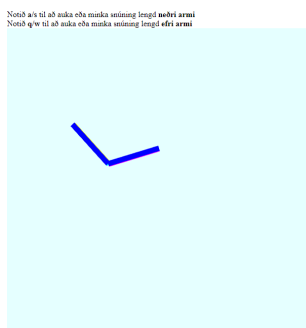 Notið a/s til að auka eða minka snúning lengd neðri armi
Notið q/w til að auka eða minka snúning lengd efri armi